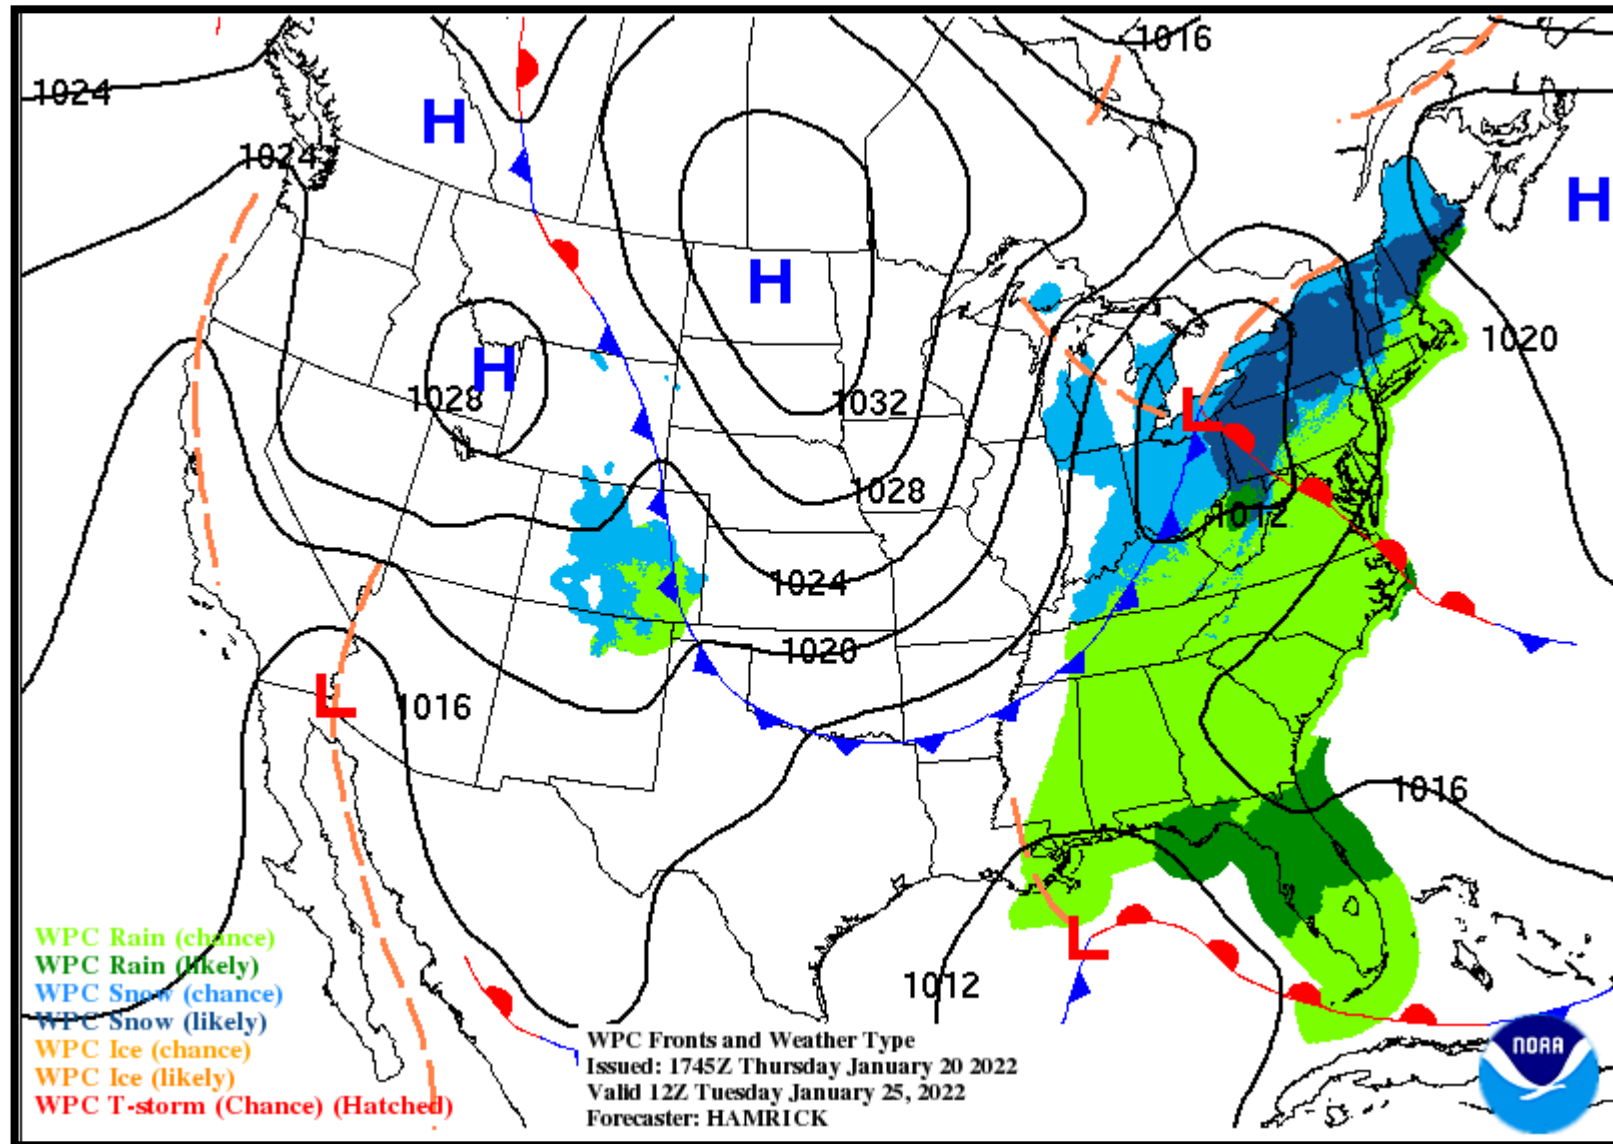 1016
1024
H
1024
H
H
H
1020
H
1028
1032
L
1028
1012
1024
1020
L
1016
1016
L
1012
WPC Rain (chance)
WPC Rain (likely)
WPC Snow (chance)
WPC Snow (likely)
WPC Ice (chance)
WPC Ice (likely)
WPC T-storm (Chance) (Hatched)
WPC Fronts and Weather Type
Issued: 1745Z Thursday January 20 2022
Valid 12Z Tuesday January 25, 2022
Forecaster: HAMRICK
NOAA